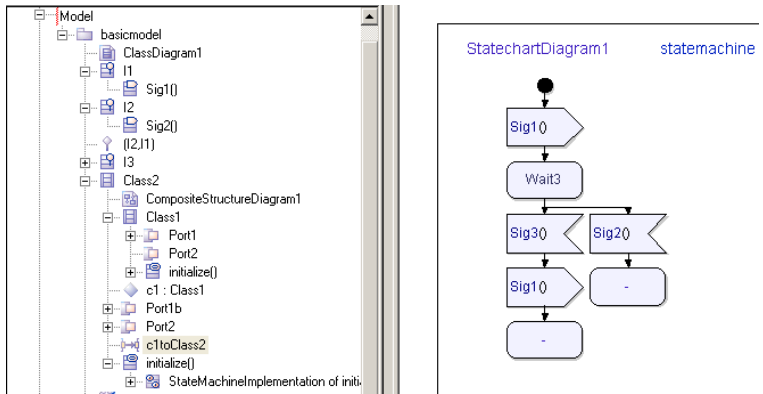 Model
basicmodel
ClassDiagram1
I1
Sig1()
I2
Sig2()
(I2,I1)
I3
Class2
CompositeStructureDiagram1
Class1
Port1
Port2
initialize()
c1 : Class1
Port1b
Port2
c1toClass2
initialize()
StateMachineImplementation of initi
StatechartDiagram1 statemachine
Sig1()
Wait3
Sig3() Sig2()
Sig1() -
-